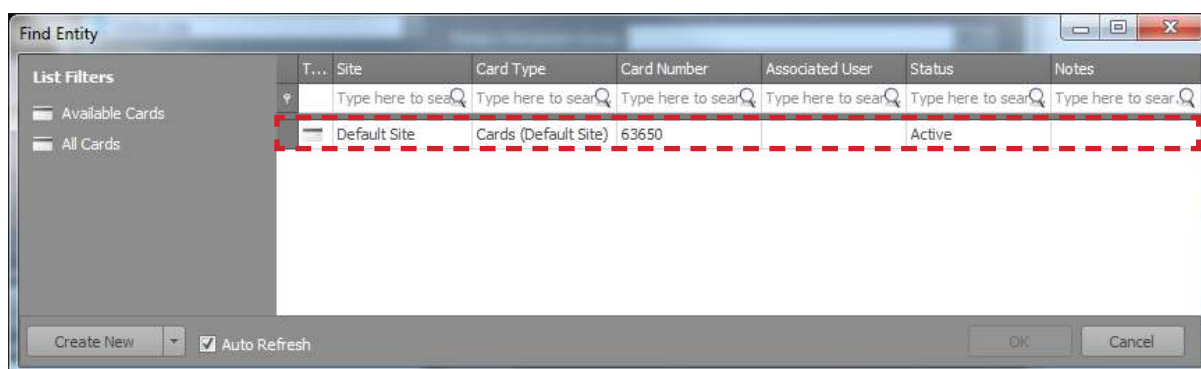 Find Entity
List Filters
Available Cards
All Cards
T... Site Card Type Card Number Associated User Status Notes
Type here to sea Type here to sear Type here to sear Type here to sear Type here to sear Type here to sear.
Default Site Cards (Default Site) 63650 Active
Create New Auto Refresh OK Cancel